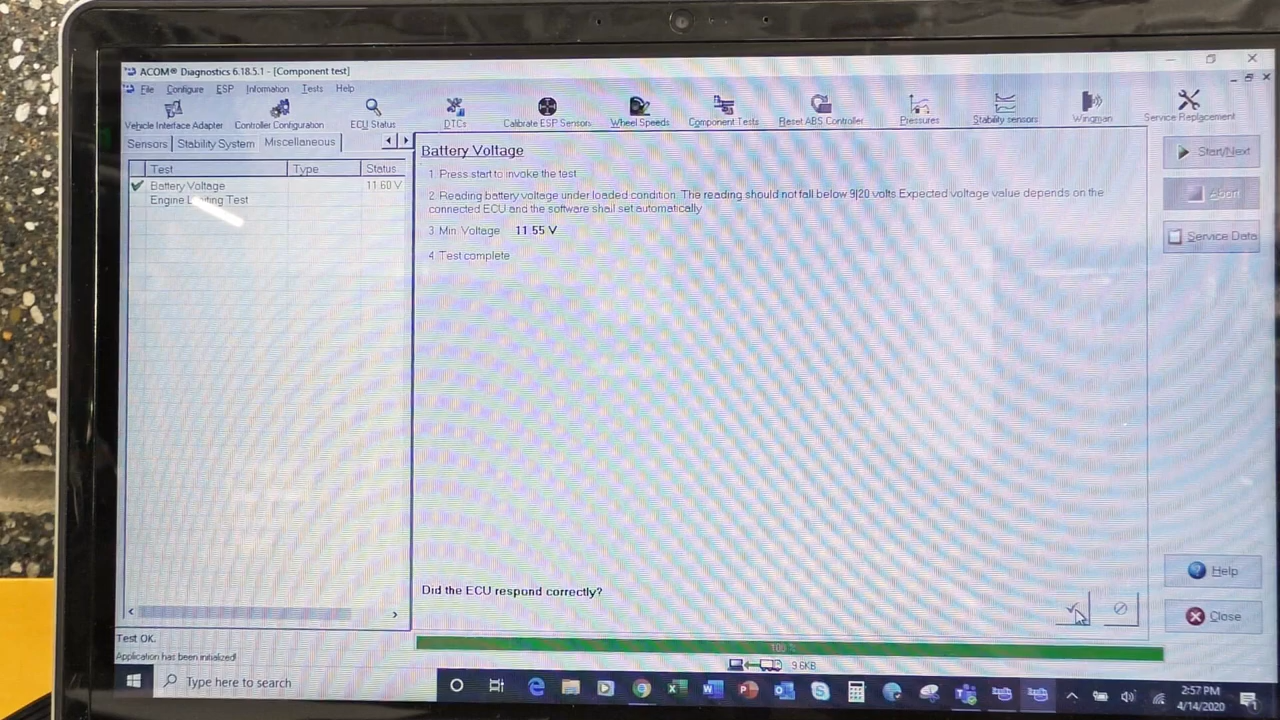 ACOM® Diagnostics 6.18.5.1 - [Component test]
File Configure ESP Information Tests Help
Vehicle Interface Adapter Controller Configuration ECU Status DTCs Calibrate ESP Sensors Wheel Speeds Component Tests Reset ABS Controller Pressures Stability sensors Wingman Service Replacement
Sensors Stability System Miscellaneous
Test Type Status
Battery Voltage 11.60 V
Engine Test
Battery Voltage
1. Press start to invoke the test
2. Reading battery voltage under loaded condition. The reading should not fall below 9|20 volts Expected voltage value depends on the
connected ECU and the software shall set automatically
3 Min. Voltage 11.55 V
4. Test complete
Did the ECU respond correctly?
Start/Next
Abort
Service Data
Help
Close
Test OK.
Application has been initialized
100 %
9.6KB
Type here to search
2:57 PM
4/14/2020